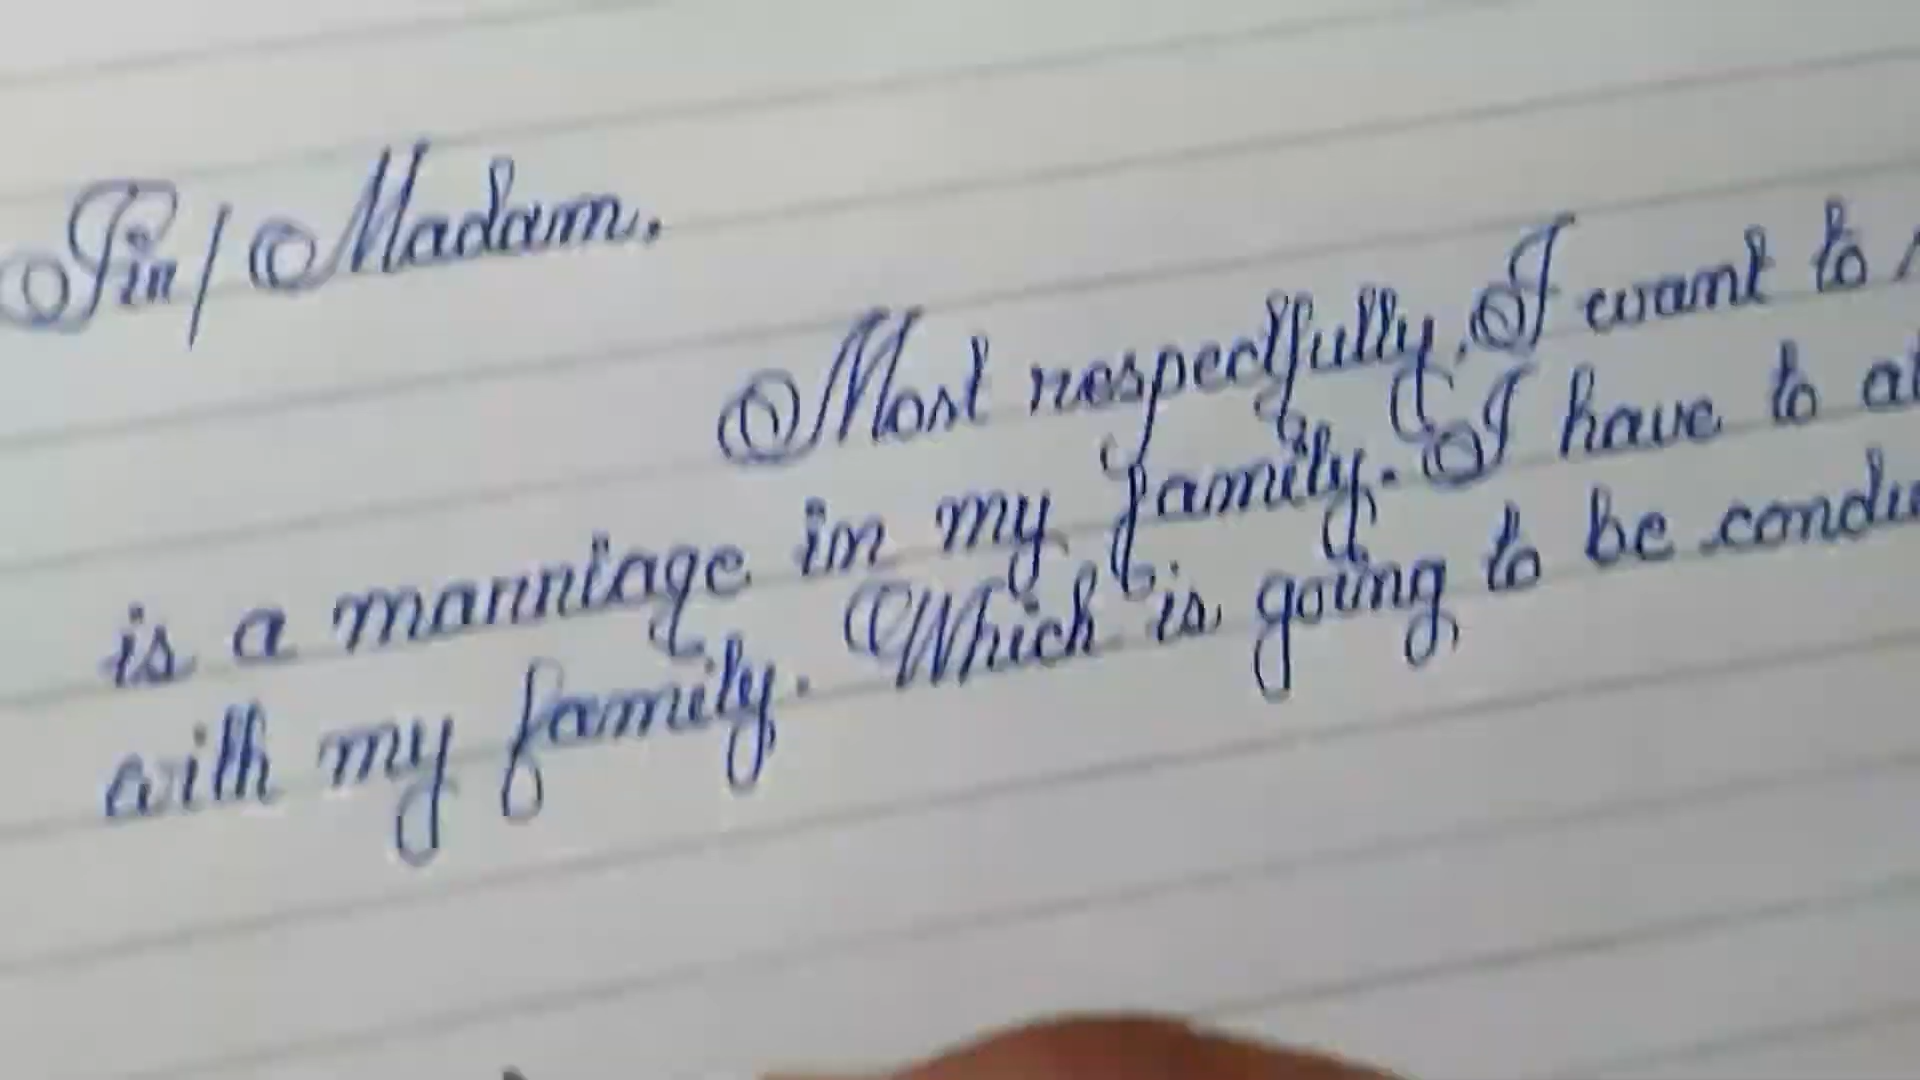 Sir/Madam.
Most respectfully, I want to
is a marriage in my family. I have to at
with my family. Which is going to be condu